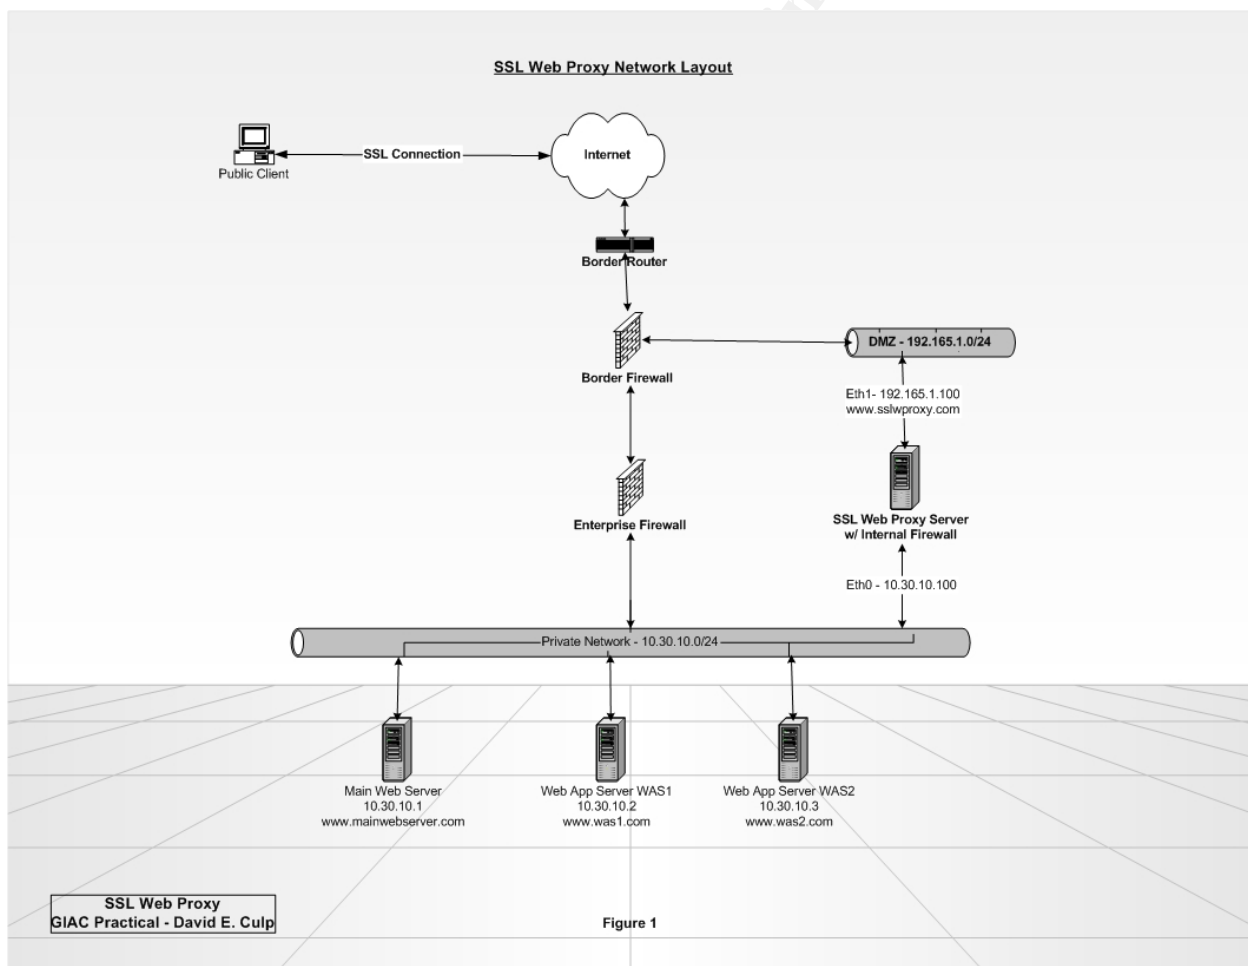 SSL Web Proxy Network Layout
SSL Connection
Internet
Public Client
Border Router
DMZ - 192.165.1.0/24
Border Firewall
Eth1- 192.165.1.100
www.sslwproxy.com
SSL Web Proxy Server
w/ Internal Firewall
Enterprise Firewall
Eth0 - 10.30.10.100
Private Network - 10.30.10.0/24
Main Web Server
10.30.10.1
www.mainwebserver.com
Web App Server WAS1
10.30.10.2
www.was1.com
Web App Server WAS2
10.30.10.3
www.was2.com
SSL Web Proxy
GIAC Practical - David E. Culp
Figure 1